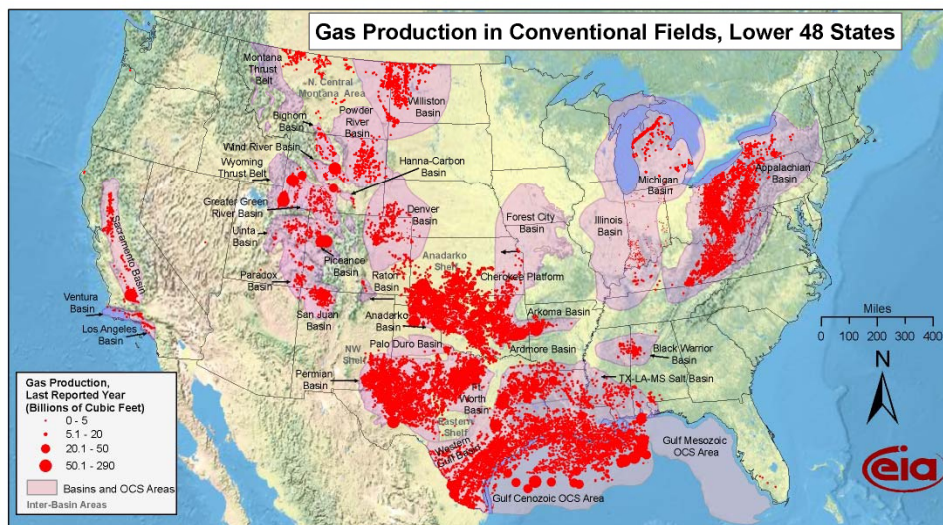 Gas Production in Conventional Fields, Lower 48 States
Montana
Thrust
Belt
N. Central
Montana Area
Williston
Basin
Powder
River
Basin
Bighorn
Basin
Wind River Basin
Wyoming
Thrust Belt
Hanna-Carbon
Basin
Greater Green
River Basin
Denver
Basin
Forest City
Basin
Illinois
Basin
Michigan
Basin
Appalachian
Basin
Uinta
Basin
Piceance
Basin
Anadarko
Shelf
Cherokee Platform
Sacramento Basin
Paradox
Basin
Raton
Basin
San Juan
Basin
Ventura
Basin
Los Angeles
Basin
Anadarko
Basin
Arkoma Basin
Palo Duro Basin
Ardmore Basin
NW
Shelf
Black Warrior
Basin
TX-LA-MS Salt Basin
Permian
Basin
Ft
Worth
Basin
Eastern
Shelf
Western
Gulf Basin
Gulf Mesozoic
OCS Area
Gulf Cenozoic OCS Area
Miles
0 100 200 300 400
N
Gas Production,
Last Reported Year
(Billions of Cubic Feet)
0 - 5
5.1 - 20
20.1 - 50
50.1 - 290
Basins and OCS Areas
Inter-Basin Areas
eia